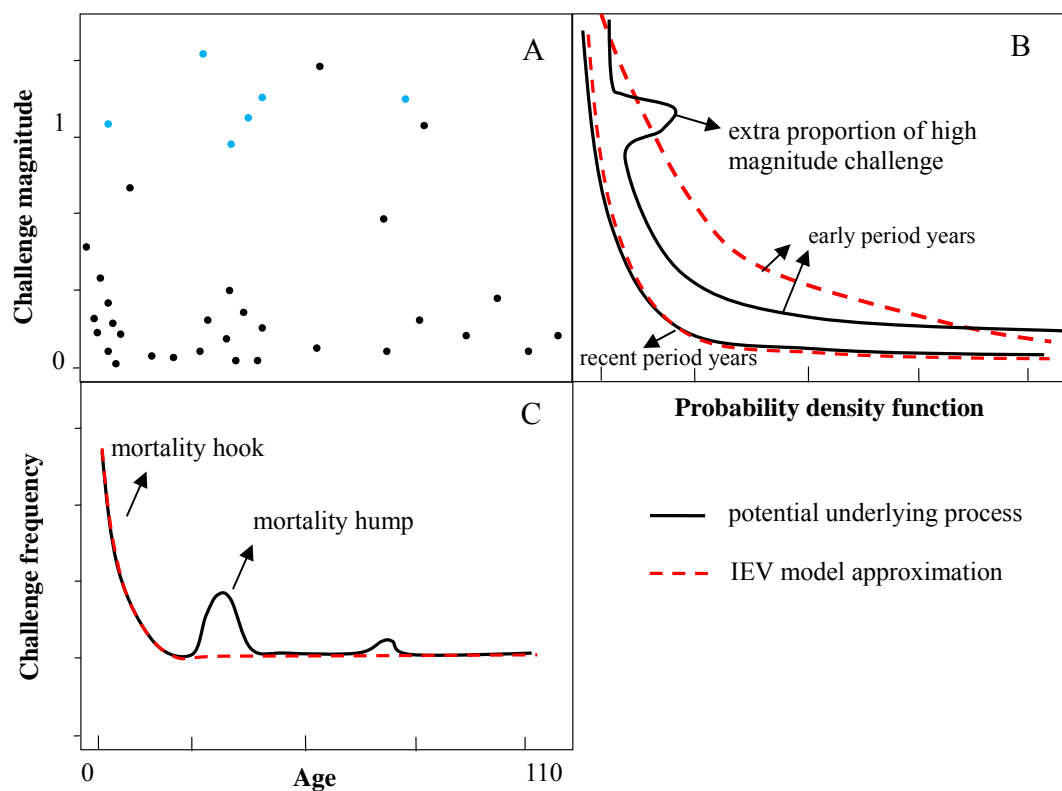 A
Challenge magnitude
1
0
B
extra proportion of high
magnitude challenge
early period years
recent period years
Probability density function
C
mortality hook
mortality hump
Challenge frequency
0
Age
110
potential underlying process
IEV model approximation